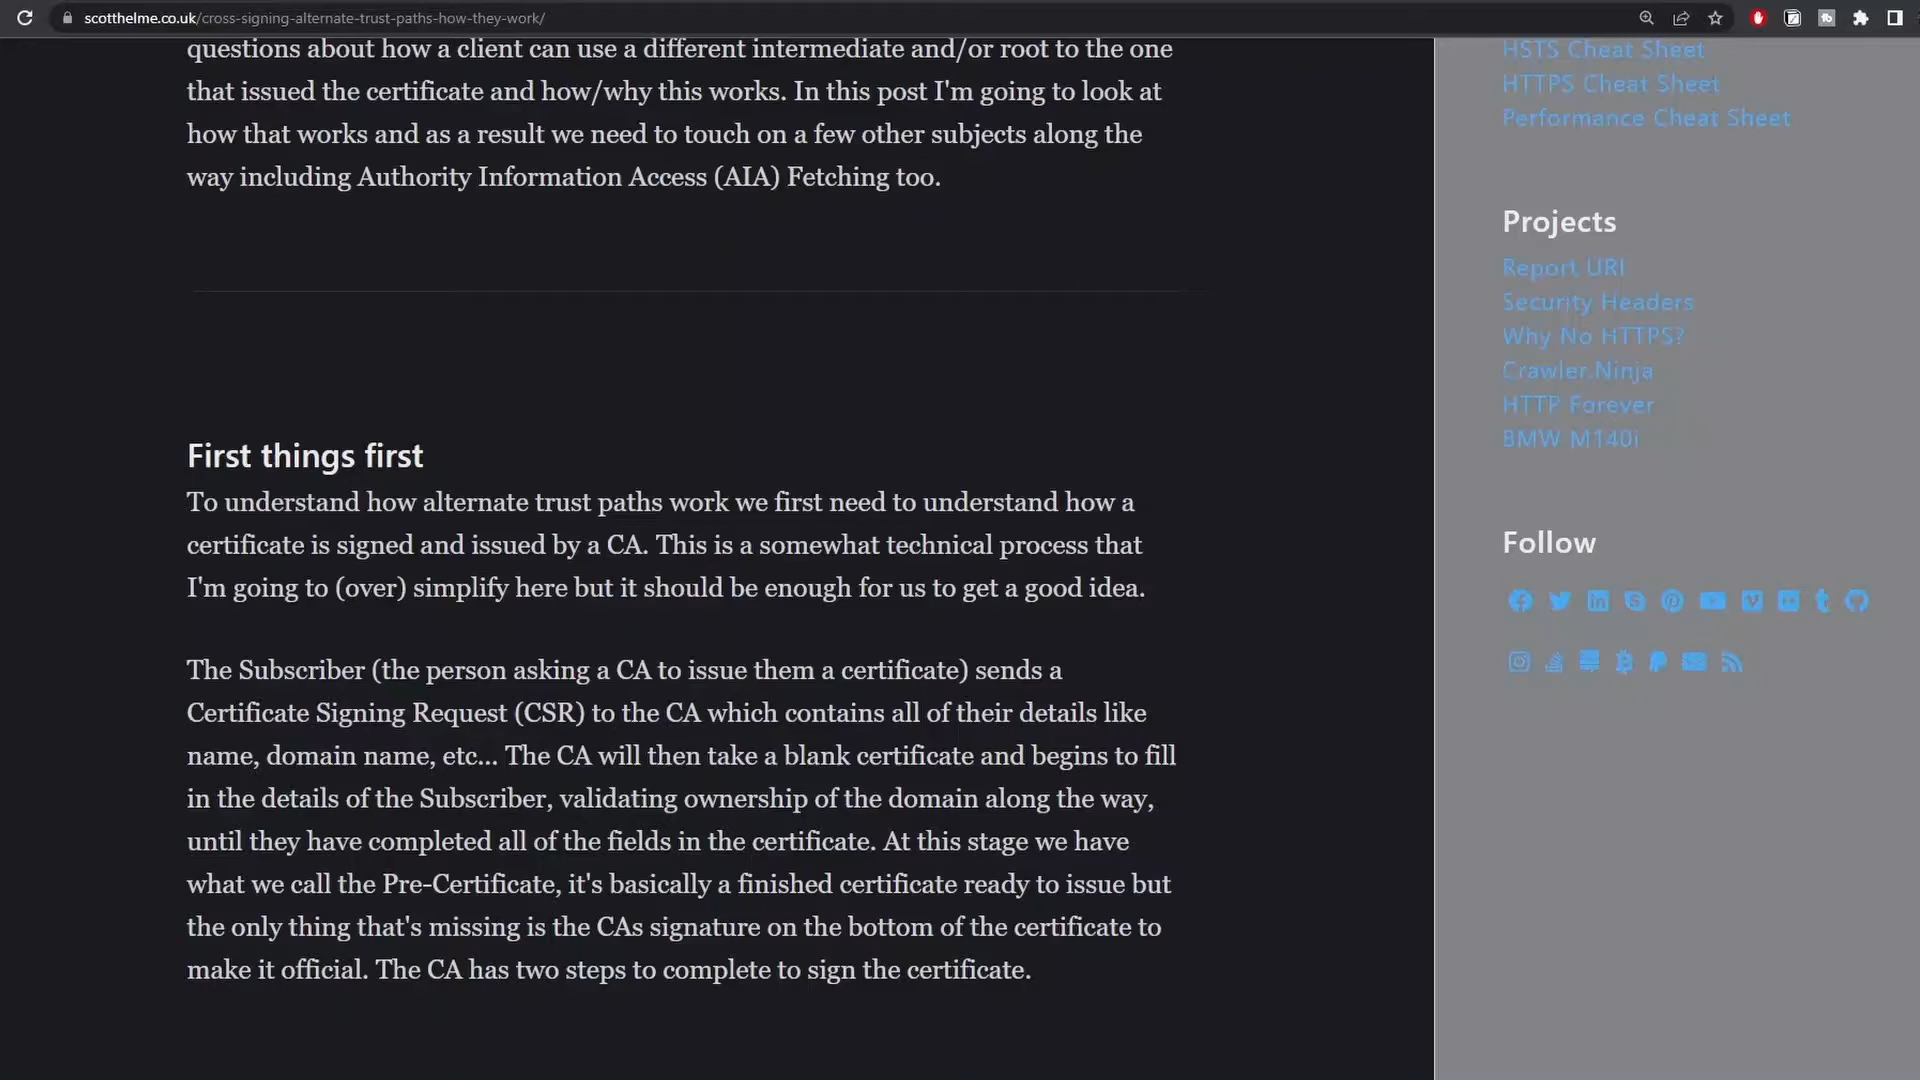 scotthelme.co.uk/cross-signing-alternate-trust-paths-how-they-work/
questions about how a client can use a different intermediate and/or root to the one
that issued the certificate and how/why this works. In this post I'm going to look at
how that works and as a result we need to touch on a few other subjects along the
way including Authority Information Access (AIA) Fetching too.
First things first
To understand how alternate trust paths work we first need to understand how a
certificate is signed and issued by a CA. This is a somewhat technical process that
I'm going to (over) simplify here but it should be enough for us to get a good idea.
The Subscriber (the person asking a CA to issue them a certificate) sends a
Certificate Signing Request (CSR) to the CA which contains all of their details like
name, domain name, etc... The CA will then take a blank certificate and begins to fill
in the details of the Subscriber, validating ownership of the domain along the way,
until they have completed all of the fields in the certificate. At this stage we have
what we call the Pre-Certificate, it's basically a finished certificate ready to issue but
the only thing that's missing is the CAs signature on the bottom of the certificate to
make it official. The CA has two steps to complete to sign the certificate.
HSTS Cheat Sheet
HTTPS Cheat Sheet
Performance Cheat Sheet
Projects
Report URI
Security Headers
Why No HTTPS?
Crawler.Ninja
HTTP Forever
BMW M140i
Follow